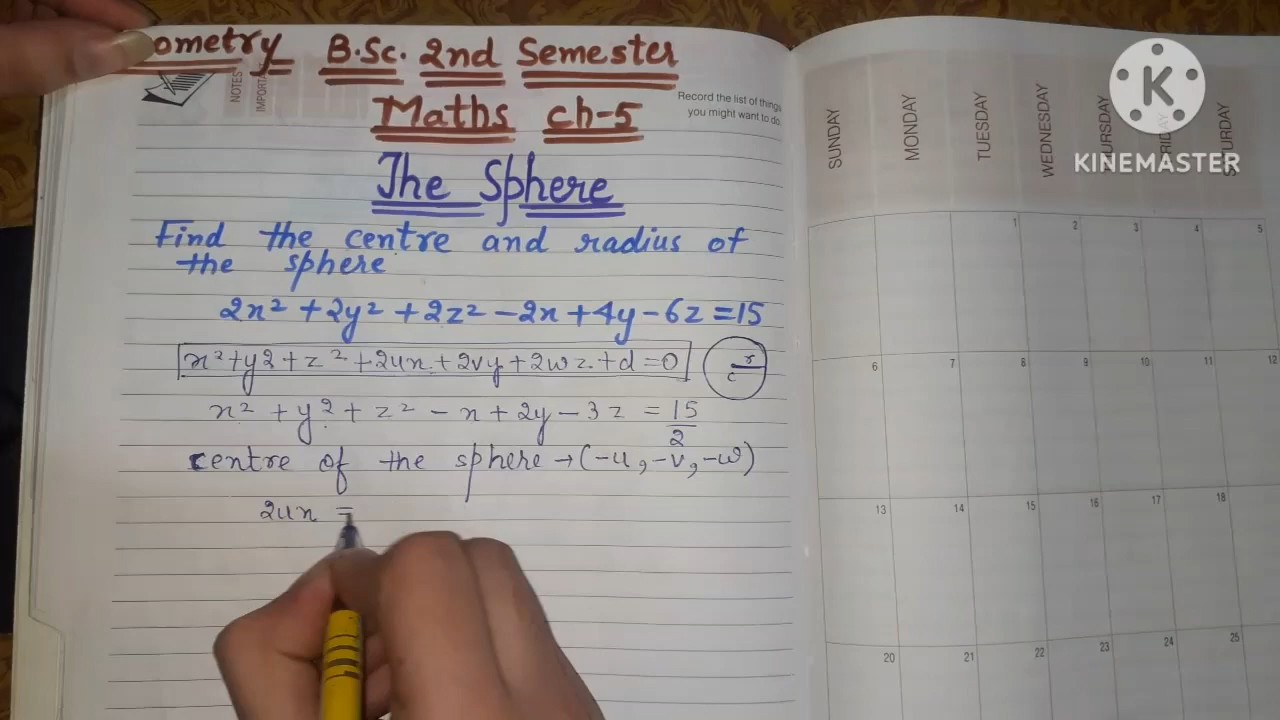 ometry B.Sc. 2nd Semester
Maths Ch-5
NOTES
IMPORTANT
Record the list of things
you might want to do.
The Sphere
Find the centre and radius of
the sphere
2x² + 2y² + 2z² - 2x + 4y - 6z = 15
x² + y² + z² + 2ux + 2vy + 2wz + d = 0
r
c
x² + y² + z² - x + 2y - 3z = 15/2
centre of the sphere → (-u, -v, -w)
2ux =
K
KINEMASTER
SUNDAY MONDAY TUESDAY WEDNESDAY
1 2 3 4 5
6 7 8 9 10 11 12
13 14 15 16 17 18
20 21 22 23 24 25